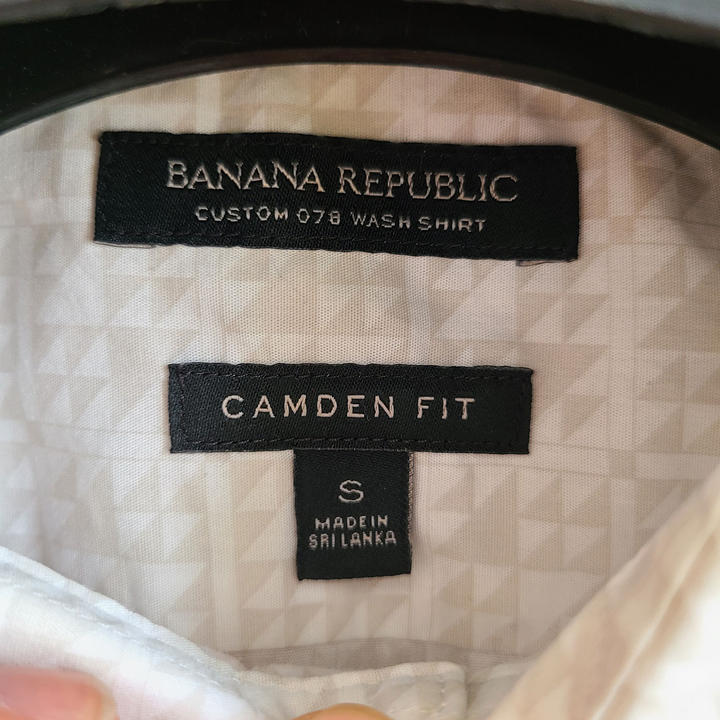 BANANA REPUBLIC
CUSTOM 078 WASH SHIRT
CAMDEN FIT
S
MADE IN
SRI LANKA